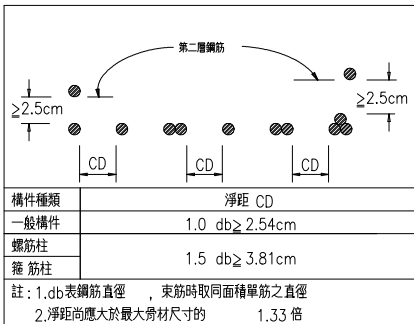 第二層鋼筋
≥2.5cm
≥2.5cm
CD
CD
CD
構件種類
淨距 CD
一般構件
1.0 db≥2.54cm
螺筋柱
箍 筋柱
1.5 db≥3.81cm
註:1.db表鋼筋直徑 ,束筋時取同面積單筋之直徑
2.淨距尚應大於最大骨材尺寸的 1.33 倍